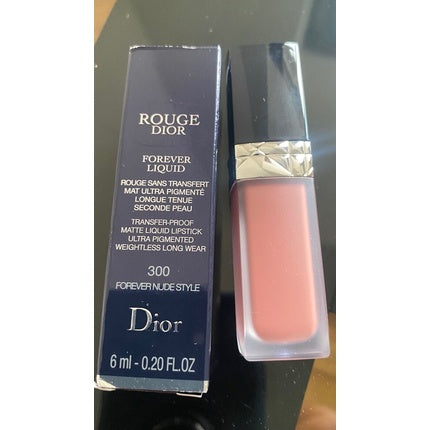 ROUGE
DIOR
FOREVER
LIQUID
ROUGE SANS TRANSFERT
MAT ULTRA PIGMENTÉ
LONGUE TENUE
SECONDE PEAU
TRANSFER-PROOF
MATTE LIQUID LIPSTICK
ULTRA PIGMENTED
WEIGHTLESS LONG WEAR
300
FOREVER NUDE STYLE
Dior
6 ml - 0.20 FL.OZ